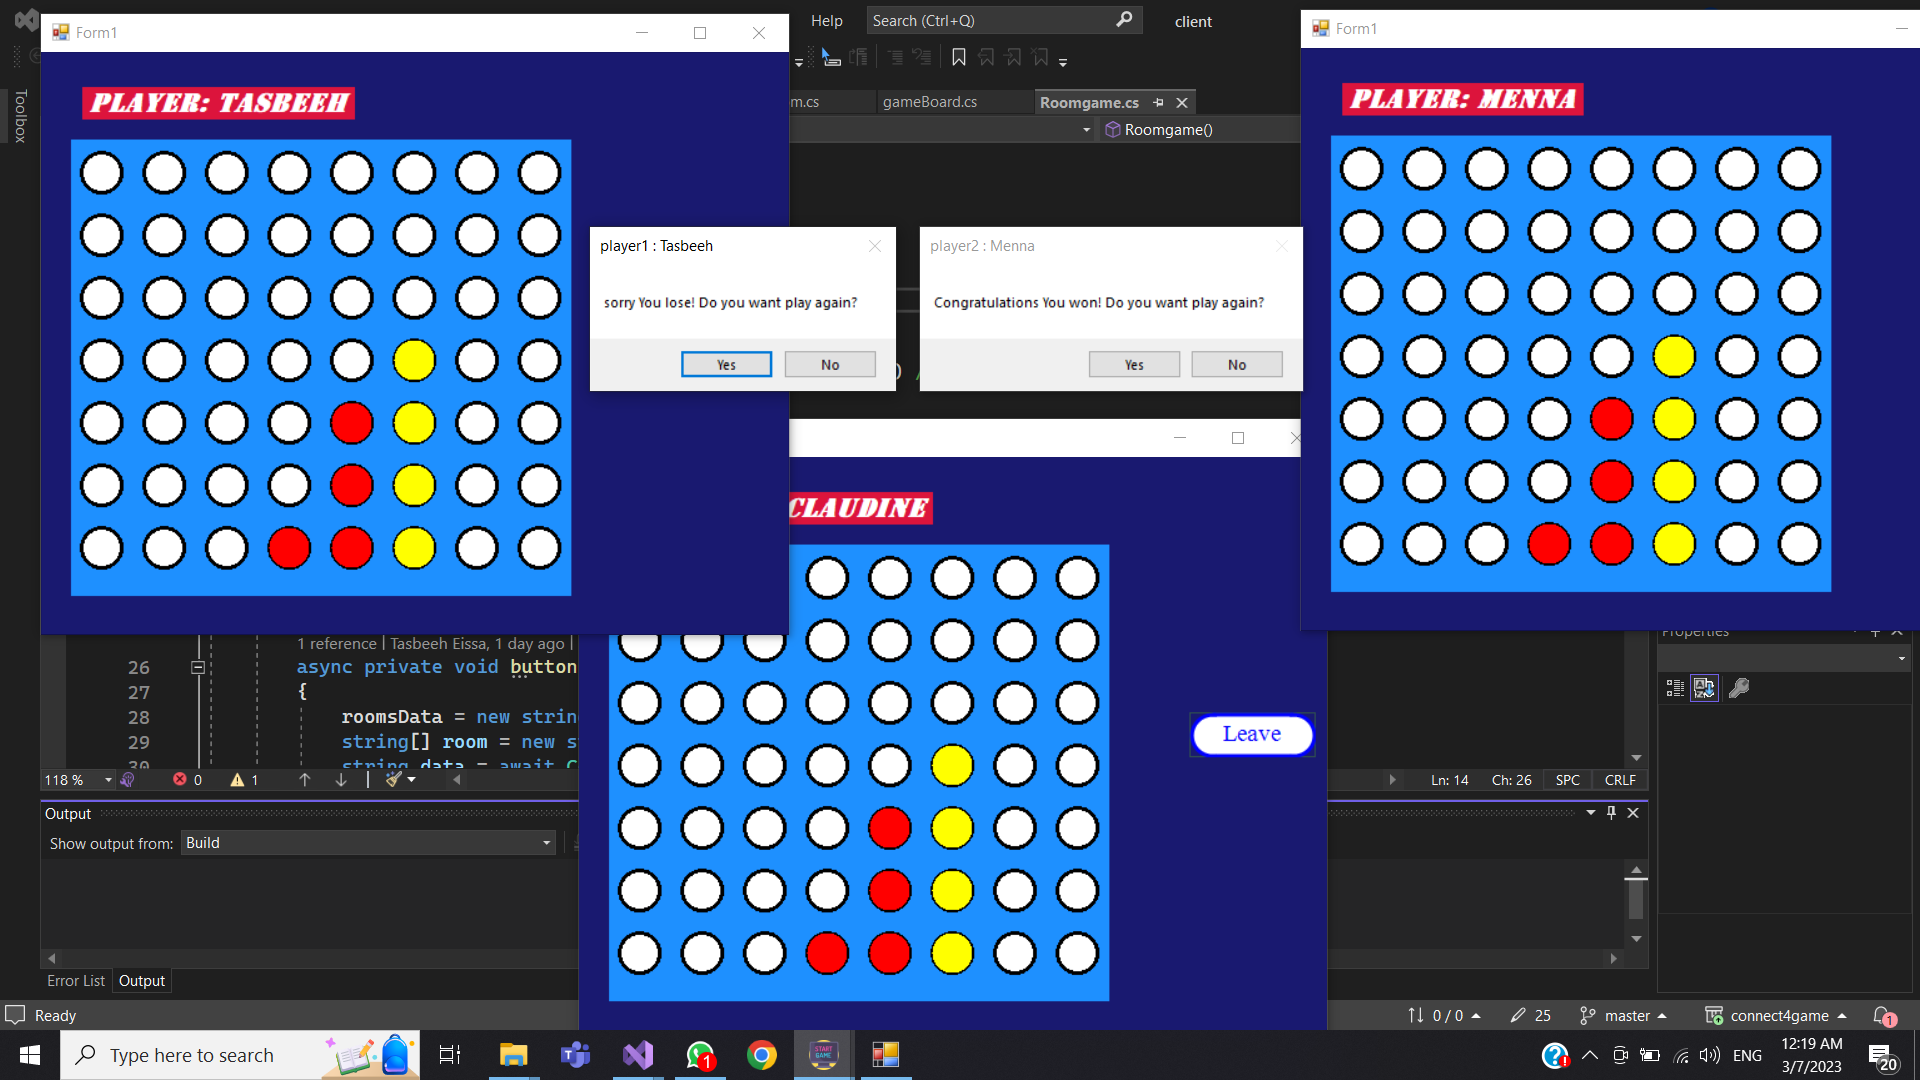 Form1
Help
Search (Ctrl+Q)
client
Form1
Toolbox
PLAYER: TASBEEH
m.cs
gameBoard.cs
Roomgame.cs
Roomgame()
PLAYER: MENNA
player1 : Tasbeeh
sorry You lose! Do you want play again?
Yes
No
player2 : Menna
Congratulations You won! Do you want play again?
Yes
No
CLAUDINE
Leave
1 reference | Tasbeeh Eissa, 1 day ago |
26 async private void button
27 {
28 roomsData = new strin
29 string[] room = new s
30 string data = await C
118 %
0
1
Ln: 14
Ch: 26
SPC
CRLF
Properties
Output
Show output from:
Build
Error List
Output
Ready
0 / 0
25
master
connect4game
1
Type here to search
1
START GAME
ENG
12:19 AM
3/7/2023
20